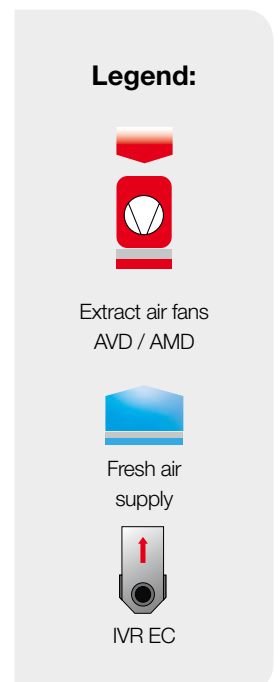 Legend:
Extract air fans
AVD / AMD
Fresh air
supply
IVR EC